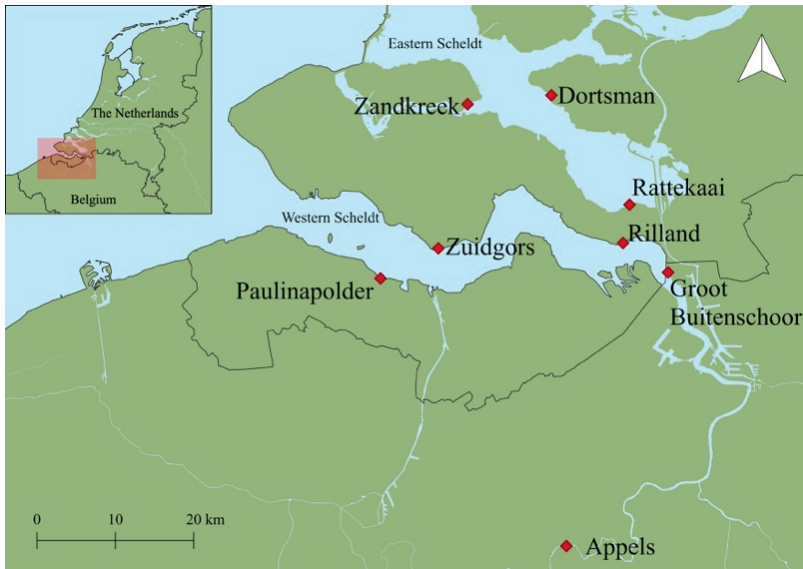 Eastern Scheldt
The Netherlands
Belgium
Zandkreek
Dortsman
Rattekaai
Western Scheldt
Rilland
Zuidgors
Paulinapolder
Groot
Buitenschoor
0 10 20 km
Appels